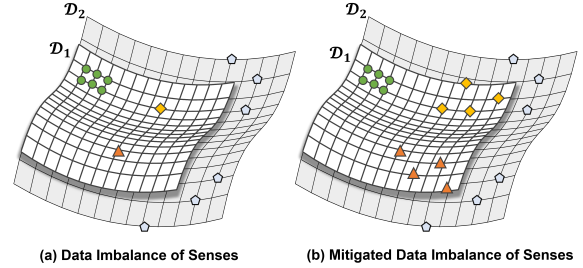 𝒟₂
𝒟₁
𝒟₂
𝒟₁
(a) Data Imbalance of Senses
(b) Mitigated Data Imbalance of Senses